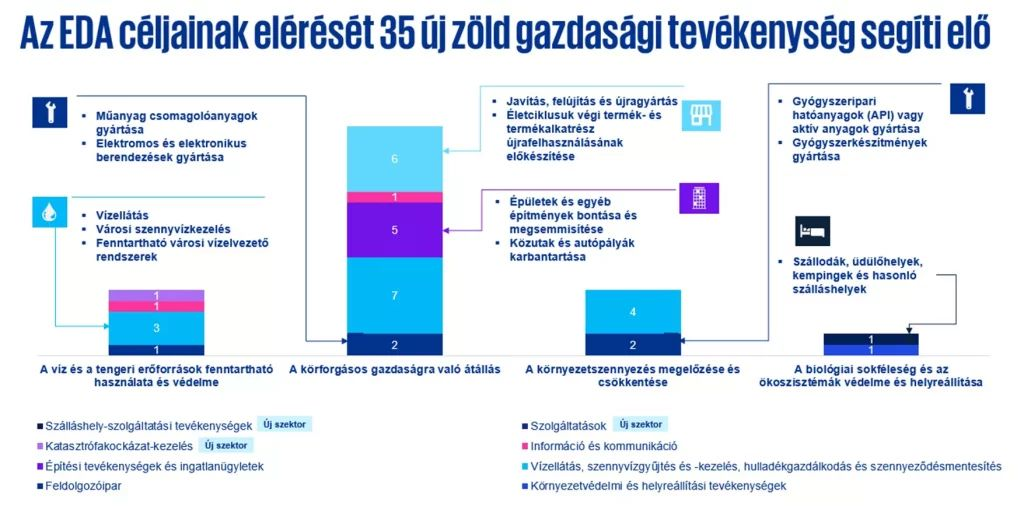 Az EDA céljainak elérését 35 új zöld gazdasági tevékenység segíti elő
▪ Műanyag csomagolóanyagok
gyártása
▪ Elektromos és elektronikus
berendezések gyártása
▪ Vízellátás
▪ Városi szennyvízkezelés
▪ Fenntartható városi vízelvezető
rendszerek
▪ Javítás, felújítás és újragyártás
▪ Életciklusuk végi termék- és
termékalkatrész
újrafelhasználásának
előkészítése
▪ Épületek és egyéb
építmények bontása és
megsemmisítése
▪ Közutak és autópályák
karbantartása
▪ Gyógyszeripari
hatóanyagok (API) vagy
aktív anyagok gyártása
▪ Gyógyszerkészítmények
gyártása
▪ Szállodák, üdülőhelyek,
kempingek és hasonló
szálláshelyek
1
1
3
1
6
1
5
7
2
4
2
1
1
A víz és a tengeri erőforrások fenntartható
használata és védelme
A körforgásos gazdaságra való átállás
A környezetszennyezés megelőzése és
csökkentése
A biológiai sokféleség és az
ökoszisztémák védelme és helyreállítása
Szálláshely-szolgáltatási tevékenységek Új szektor
Katasztrófakockázat-kezelés Új szektor
Építési tevékenységek és ingatlanügyletek
Feldolgozóipar
Szolgáltatások Új szektor
Információ és kommunikáció
Vízellátás, szennyvízgyűjtés és -kezelés, hulladékgazdálkodás és szennyeződésmentesítés
Környezetvédelmi és helyreállítási tevékenységek